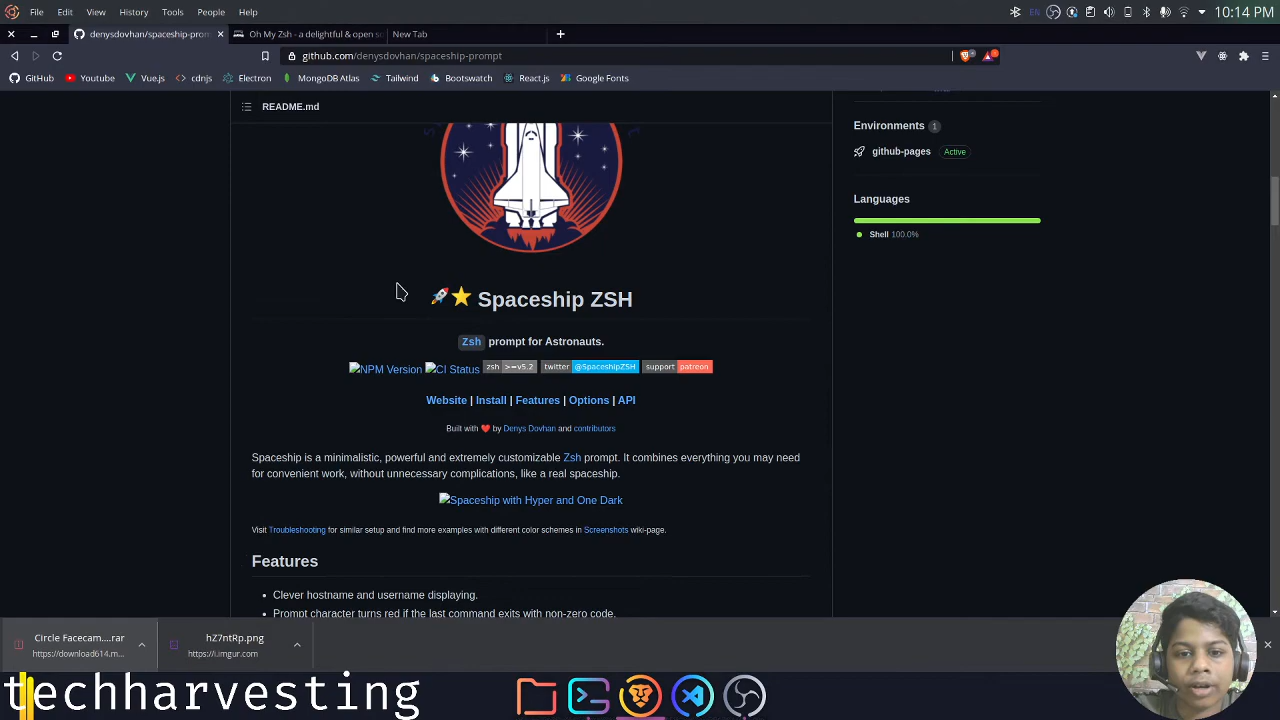 File Edit View History Tools People Help
EN 10:14 PM
denysdovhan/spaceship-prom
Oh My Zsh - a delightful & open so
New Tab
github.com/denysdovhan/spaceship-prompt
GitHub Youtube Vue.js cdnjs Electron MongoDB Atlas Tailwind Bootswatch React.js Google Fonts
README.md
Environments 1
github-pages Active
Languages
Shell 100.0%
Spaceship ZSH
Zsh prompt for Astronauts.
NPM Version CI Status zsh >=v5.2 twitter @SpaceshipZSH support patreon
Website | Install | Features | Options | API
Built with ❤️ by Denys Dovhan and contributors
Spaceship is a minimalistic, powerful and extremely customizable Zsh prompt. It combines everything you may need
for convenient work, without unnecessary complications, like a real spaceship.
Spaceship with Hyper and One Dark
Visit Troubleshooting for similar setup and find more examples with different color schemes in Screenshots wiki-page.
Features
• Clever hostname and username displaying.
• Prompt character turns red if the last command exits with non-zero code.
Circle Facecam....rar
https://download614.m...
hZ7ntRp.png
https://i.imgur.com
techharvesting